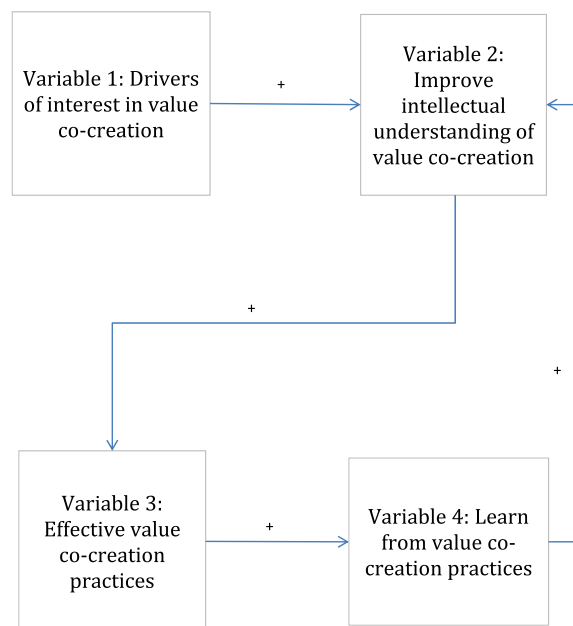 Variable 1: Drivers
of interest in value
co-creation
+
Variable 2:
Improve
intellectual
understanding of
value co-creation
+
+
Variable 3:
Effective value
co-creation
practices
+
Variable 4: Learn
from value co-
creation practices